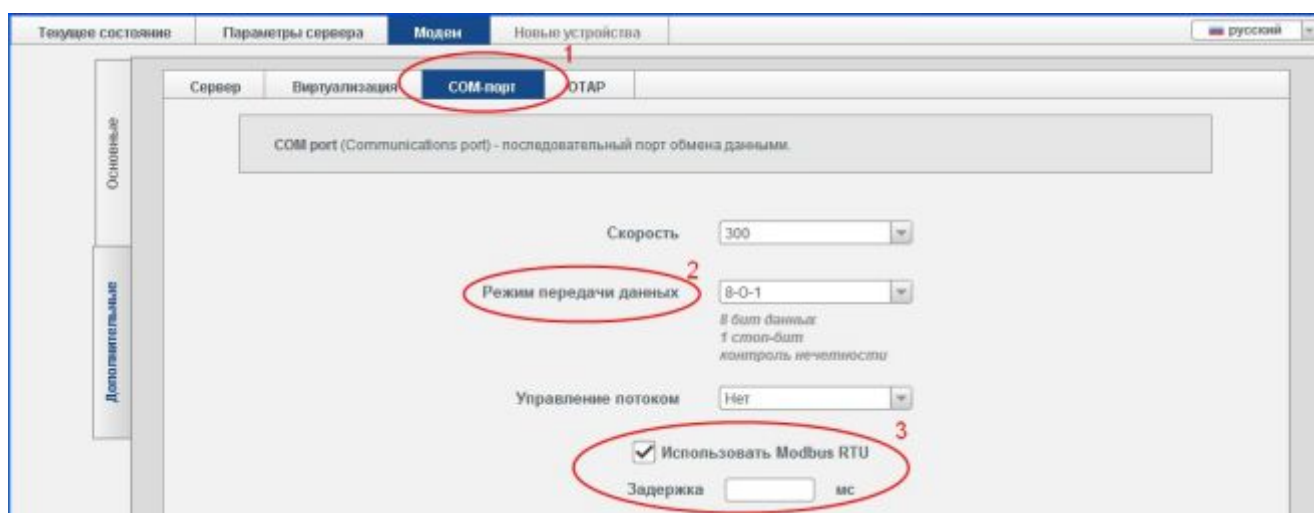 Текущее состояние Параметры сервера Модем Новые устройства русский
1
Сервер Виртуализация COM-порт OTAP
Основные
COM port (Communications port) - последовательный порт обмена данными.
Скорость 300
2
Режим передачи данных 8-O-1
8 бит данных
1 стоп-бит
контроль нечетности
Дополнительные
Управление потоком Нет
3
Использовать Modbus RTU
Задержка мс